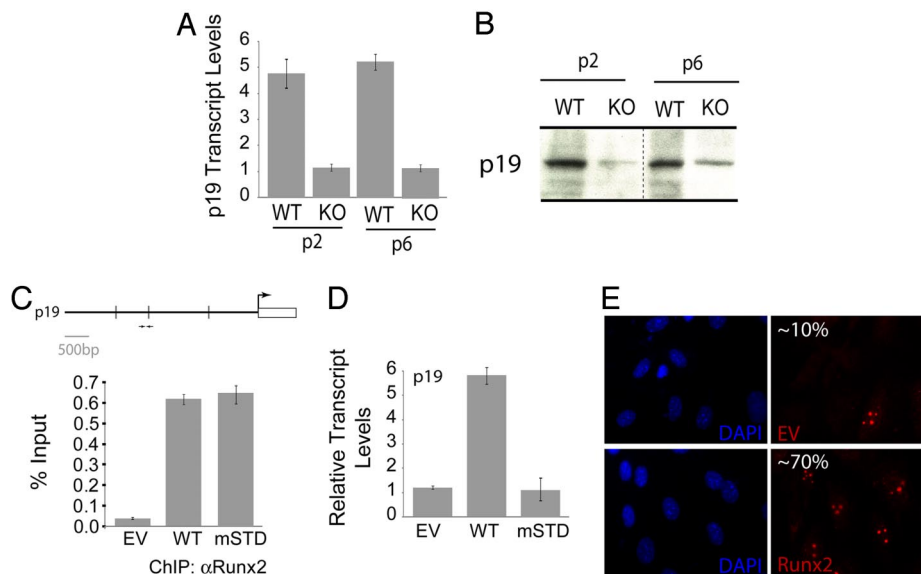 A
p19 Transcript Levels
6
5
4
3
2
1
0
WT KO WT KO
p2 p6
B
p2 p6
WT KO WT KO
p19
C
p19
500bp
% Input
0.7
0.6
0.5
0.4
0.3
0.2
0.1
0.0
EV WT mSTD
ChIP: αRunx2
D
Relative Transcript
Levels
p19
6
5
4
3
2
1
0
EV WT mSTD
E
DAPI
~10%
EV
DAPI
~70%
Runx2